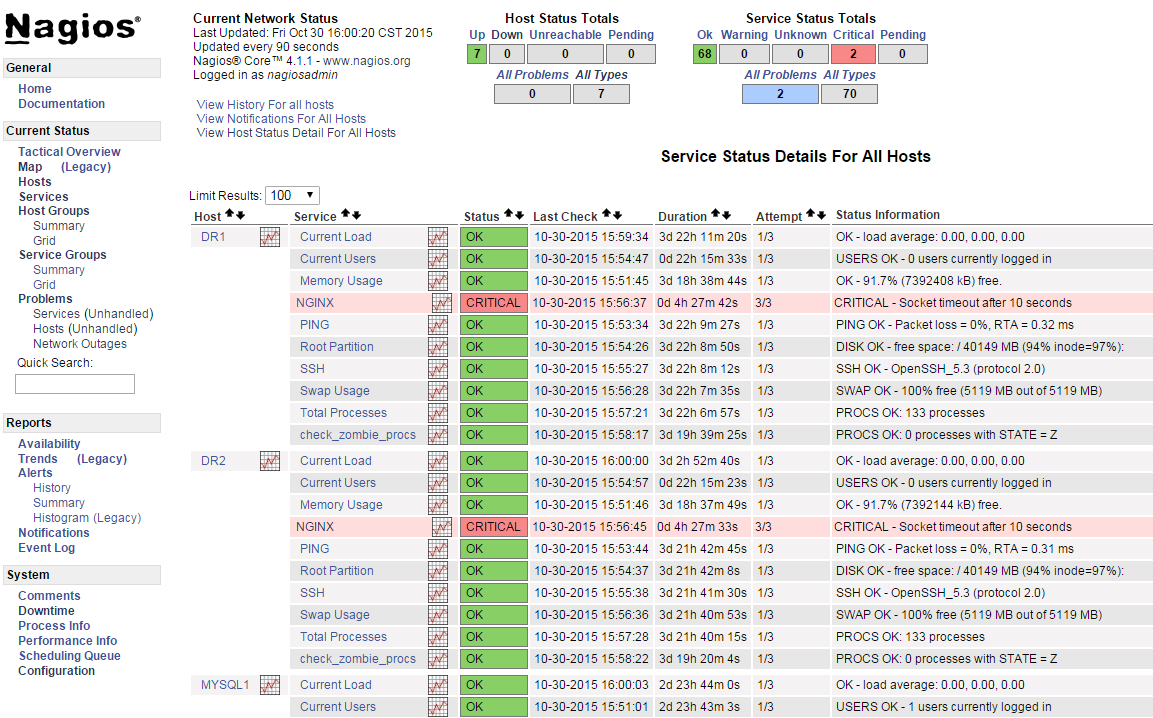 Nagios®
General
Home
Documentation
Current Status
Tactical Overview
Map (Legacy)
Hosts
Services
Host Groups
Summary
Grid
Service Groups
Summary
Grid
Problems
Services (Unhandled)
Hosts (Unhandled)
Network Outages
Quick Search:
Reports
Availability
Trends (Legacy)
Alerts
History
Summary
Histogram (Legacy)
Notifications
Event Log
System
Comments
Downtime
Process Info
Performance Info
Scheduling Queue
Configuration
Current Network Status
Last Updated: Fri Oct 30 16:00:20 CST 2015
Updated every 90 seconds
Nagios® Core™ 4.1.1 - www.nagios.org
Logged in as nagiosadmin
View History For all hosts
View Notifications For All Hosts
View Host Status Detail For All Hosts
Host Status Totals
Up Down Unreachable Pending
7 0 0 0
All Problems All Types
0 7
Service Status Totals
Ok Warning Unknown Critical Pending
68 0 0 2 0
All Problems All Types
2 70
Service Status Details For All Hosts
Limit Results: 100
Host Service Status Last Check Duration Attempt Status Information
DR1 Current Load OK 10-30-2015 15:59:34 3d 22h 11m 20s 1/3 OK - load average: 0.00, 0.00, 0.00
Current Users OK 10-30-2015 15:54:47 0d 22h 15m 33s 1/3 USERS OK - 0 users currently logged in
Memory Usage OK 10-30-2015 15:51:45 3d 18h 38m 44s 1/3 OK - 91.7% (7392408 kB) free.
NGINX CRITICAL 10-30-2015 15:56:37 0d 4h 27m 42s 3/3 CRITICAL - Socket timeout after 10 seconds
PING OK 10-30-2015 15:53:34 3d 22h 9m 27s 1/3 PING OK - Packet loss = 0%, RTA = 0.32 ms
Root Partition OK 10-30-2015 15:54:26 3d 22h 8m 50s 1/3 DISK OK - free space: / 40149 MB (94% inode=97%):
SSH OK 10-30-2015 15:55:27 3d 22h 8m 12s 1/3 SSH OK - OpenSSH_5.3 (protocol 2.0)
Swap Usage OK 10-30-2015 15:56:28 3d 22h 7m 35s 1/3 SWAP OK - 100% free (5119 MB out of 5119 MB)
Total Processes OK 10-30-2015 15:57:21 3d 22h 6m 57s 1/3 PROCS OK: 133 processes
check_zombie_procs OK 10-30-2015 15:58:17 3d 19h 39m 25s 1/3 PROCS OK: 0 processes with STATE = Z
DR2 Current Load OK 10-30-2015 16:00:00 3d 2h 52m 40s 1/3 OK - load average: 0.00, 0.00, 0.00
Current Users OK 10-30-2015 15:54:57 0d 22h 15m 23s 1/3 USERS OK - 0 users currently logged in
Memory Usage OK 10-30-2015 15:51:46 3d 18h 37m 49s 1/3 OK - 91.7% (7392144 kB) free.
NGINX CRITICAL 10-30-2015 15:56:45 0d 4h 27m 33s 3/3 CRITICAL - Socket timeout after 10 seconds
PING OK 10-30-2015 15:53:44 3d 21h 42m 45s 1/3 PING OK - Packet loss = 0%, RTA = 0.31 ms
Root Partition OK 10-30-2015 15:54:37 3d 21h 42m 8s 1/3 DISK OK - free space: / 40149 MB (94% inode=97%):
SSH OK 10-30-2015 15:55:38 3d 21h 41m 30s 1/3 SSH OK - OpenSSH_5.3 (protocol 2.0)
Swap Usage OK 10-30-2015 15:56:36 3d 21h 40m 53s 1/3 SWAP OK - 100% free (5119 MB out of 5119 MB)
Total Processes OK 10-30-2015 15:57:28 3d 21h 40m 15s 1/3 PROCS OK: 133 processes
check_zombie_procs OK 10-30-2015 15:58:22 3d 19h 20m 4s 1/3 PROCS OK: 0 processes with STATE = Z
MYSQL1 Current Load OK 10-30-2015 16:00:03 2d 23h 44m 0s 1/3 OK - load average: 0.00, 0.00, 0.00
Current Users OK 10-30-2015 15:51:01 2d 23h 43m 3s 1/3 USERS OK - 1 users currently logged in